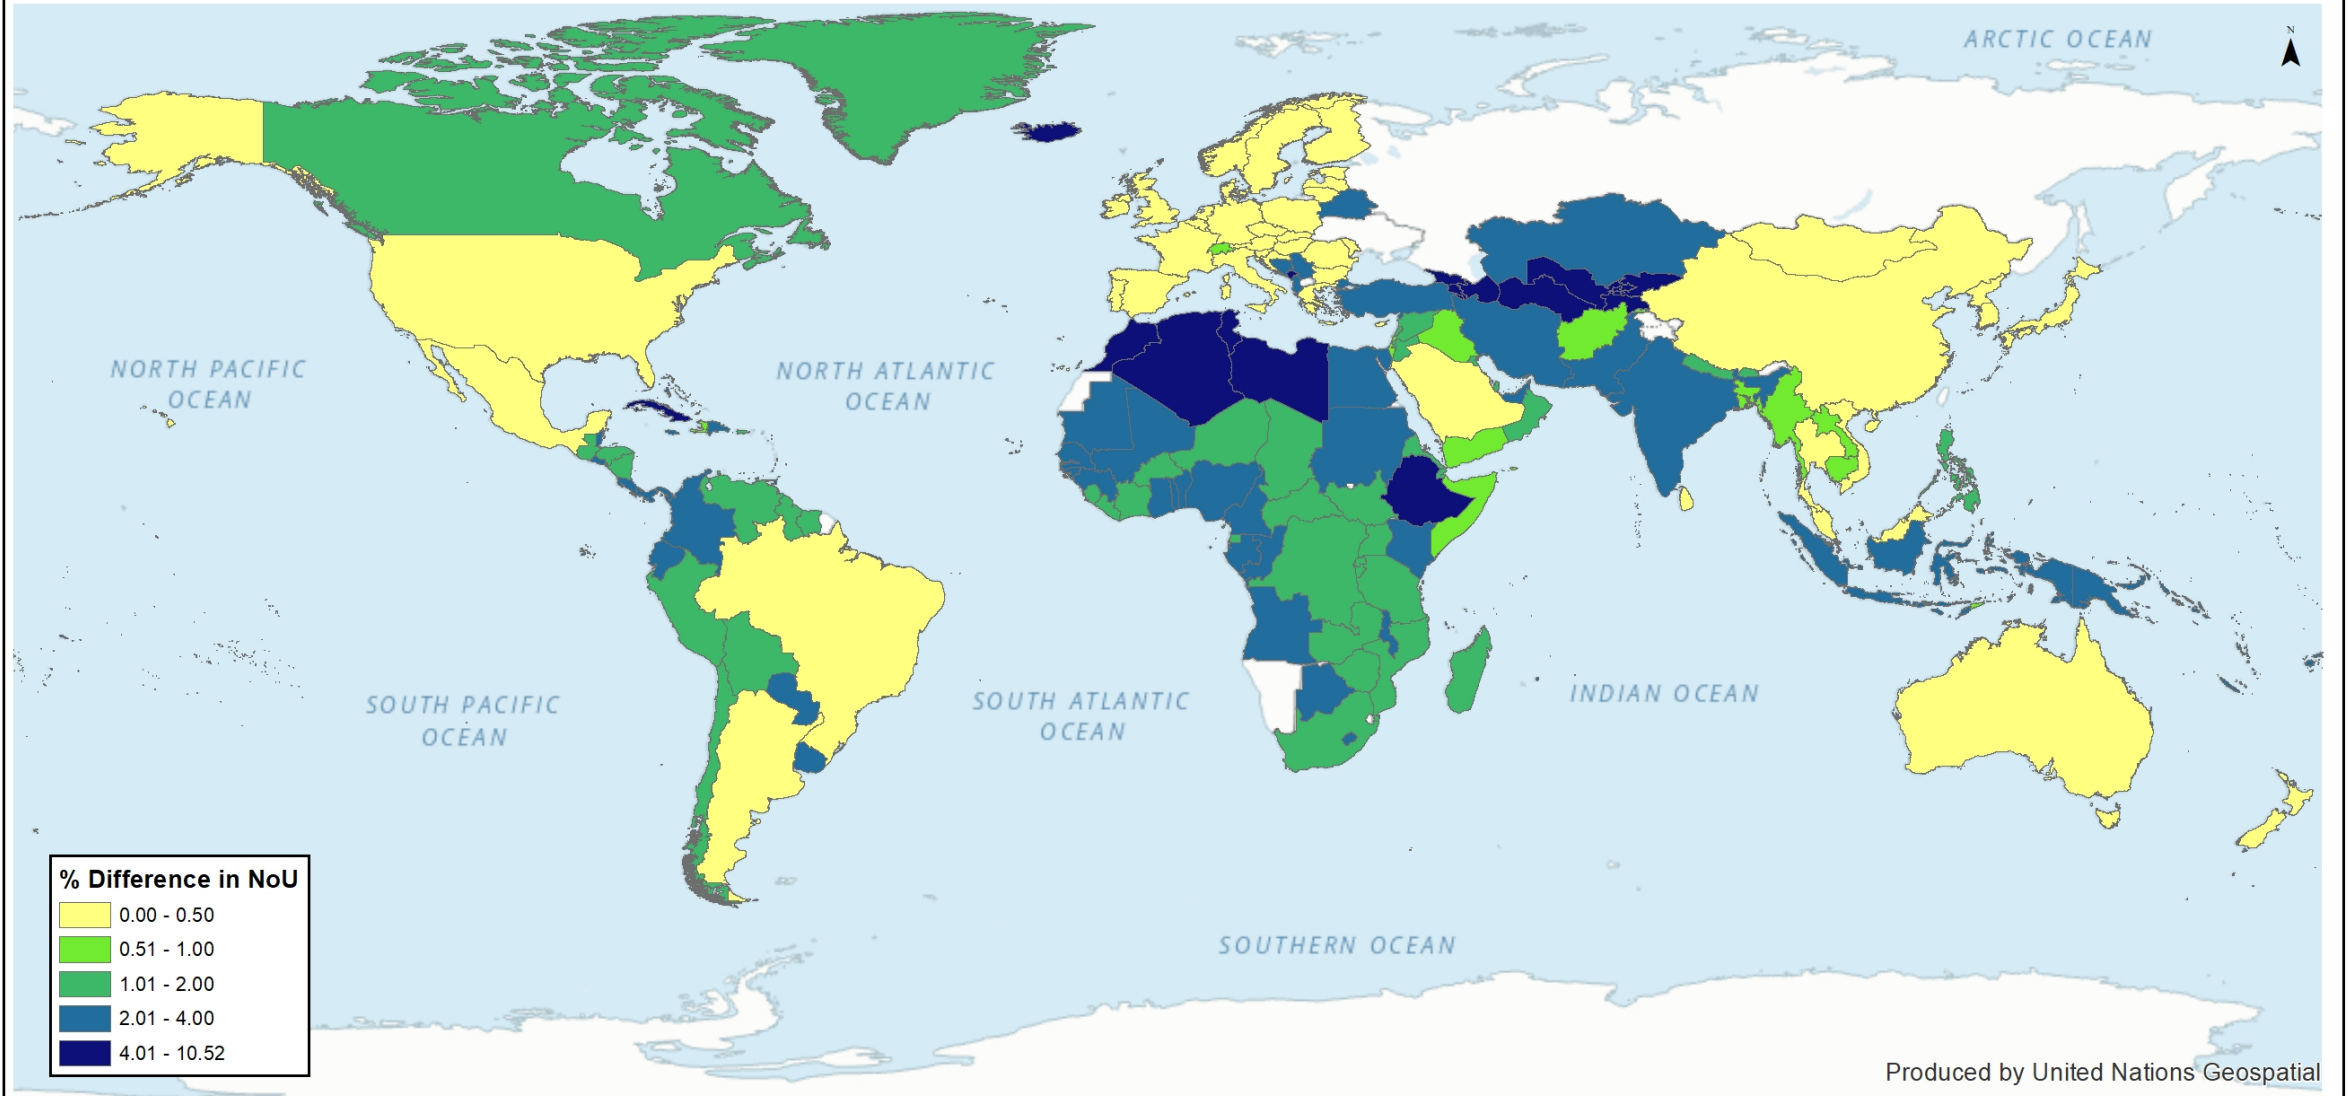 ARCTIC OCEAN
N
NORTH PACIFIC
OCEAN
NORTH ATLANTIC
OCEAN
SOUTH PACIFIC
OCEAN
SOUTH ATLANTIC
OCEAN
INDIAN OCEAN
SOUTHERN OCEAN
% Difference in NoU
0.00 - 0.50
0.51 - 1.00
1.01 - 2.00
2.01 - 4.00
4.01 - 10.52
Produced by United Nations Geospatial